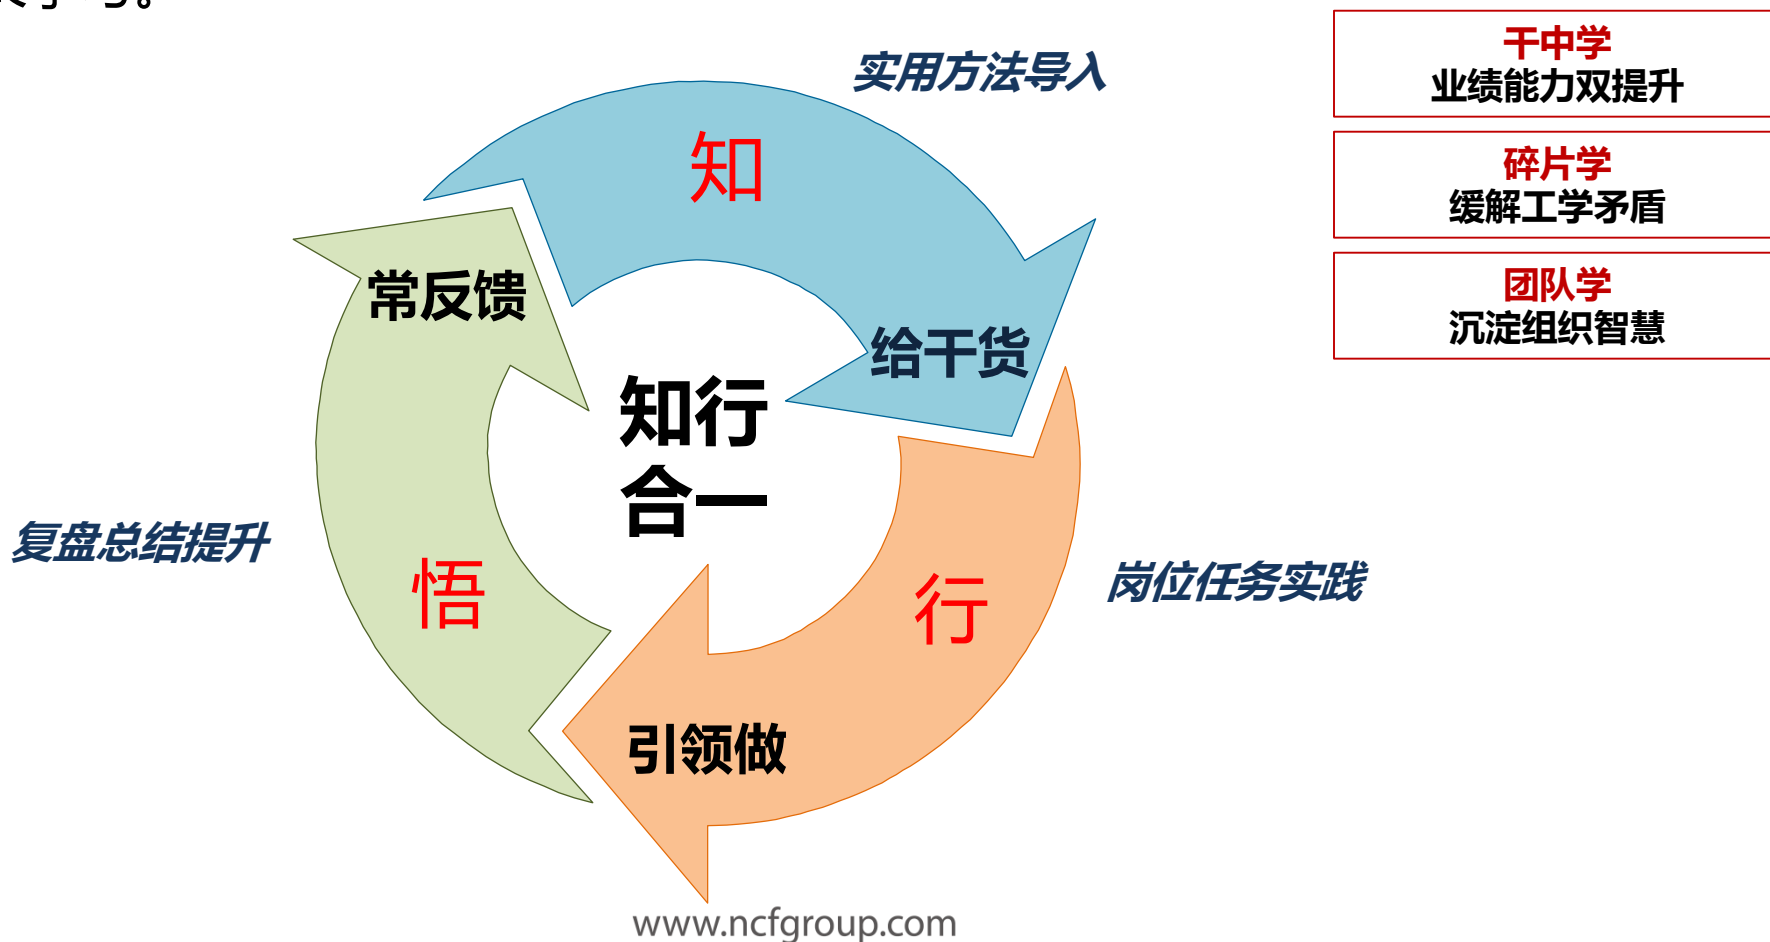 学习。
实用方法导入
干中学
业绩能力双提升
知
碎片学
缓解工学矛盾
常反馈
团队学
沉淀组织智慧
给干货
知行
合一
复盘总结提升
悟
行
岗位任务实践
引领做
www.ncfgroup.com